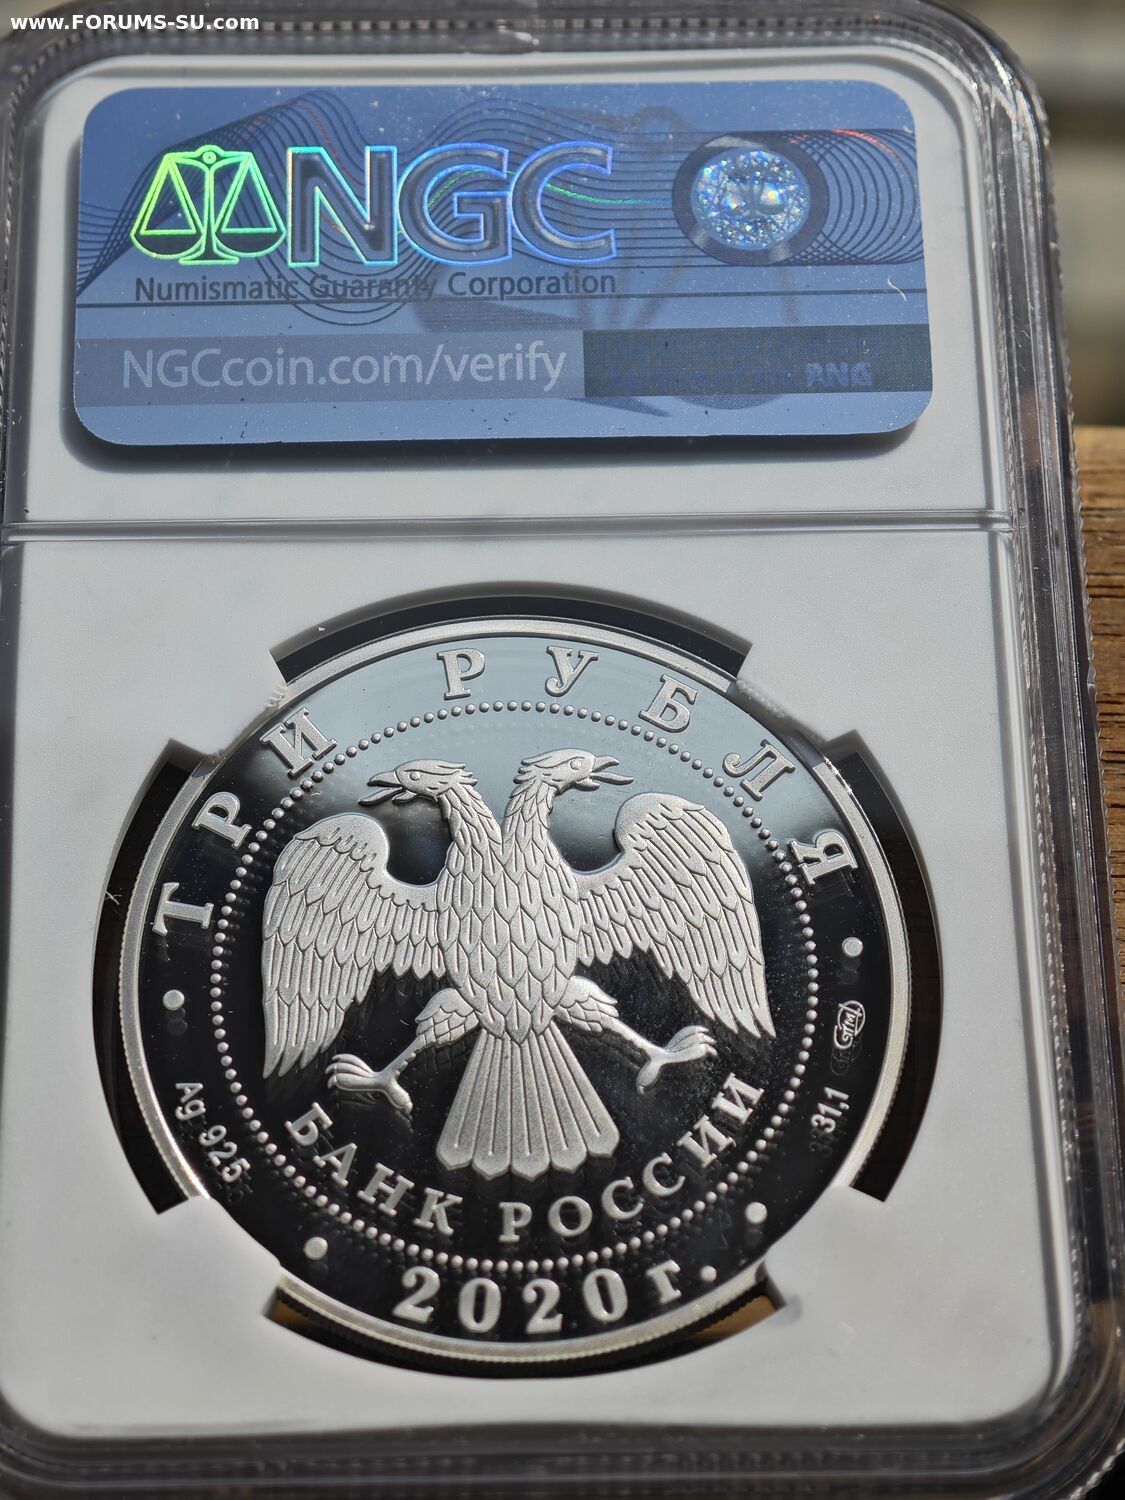 www.FORUMS-SU.com
NGC
Numismatic Guaranty Corporation
NGCcoin.com/verify
ANA
ТРИ РУБЛЯ
Ag 925
31,1
БАНК РОССИИ
2020 г.